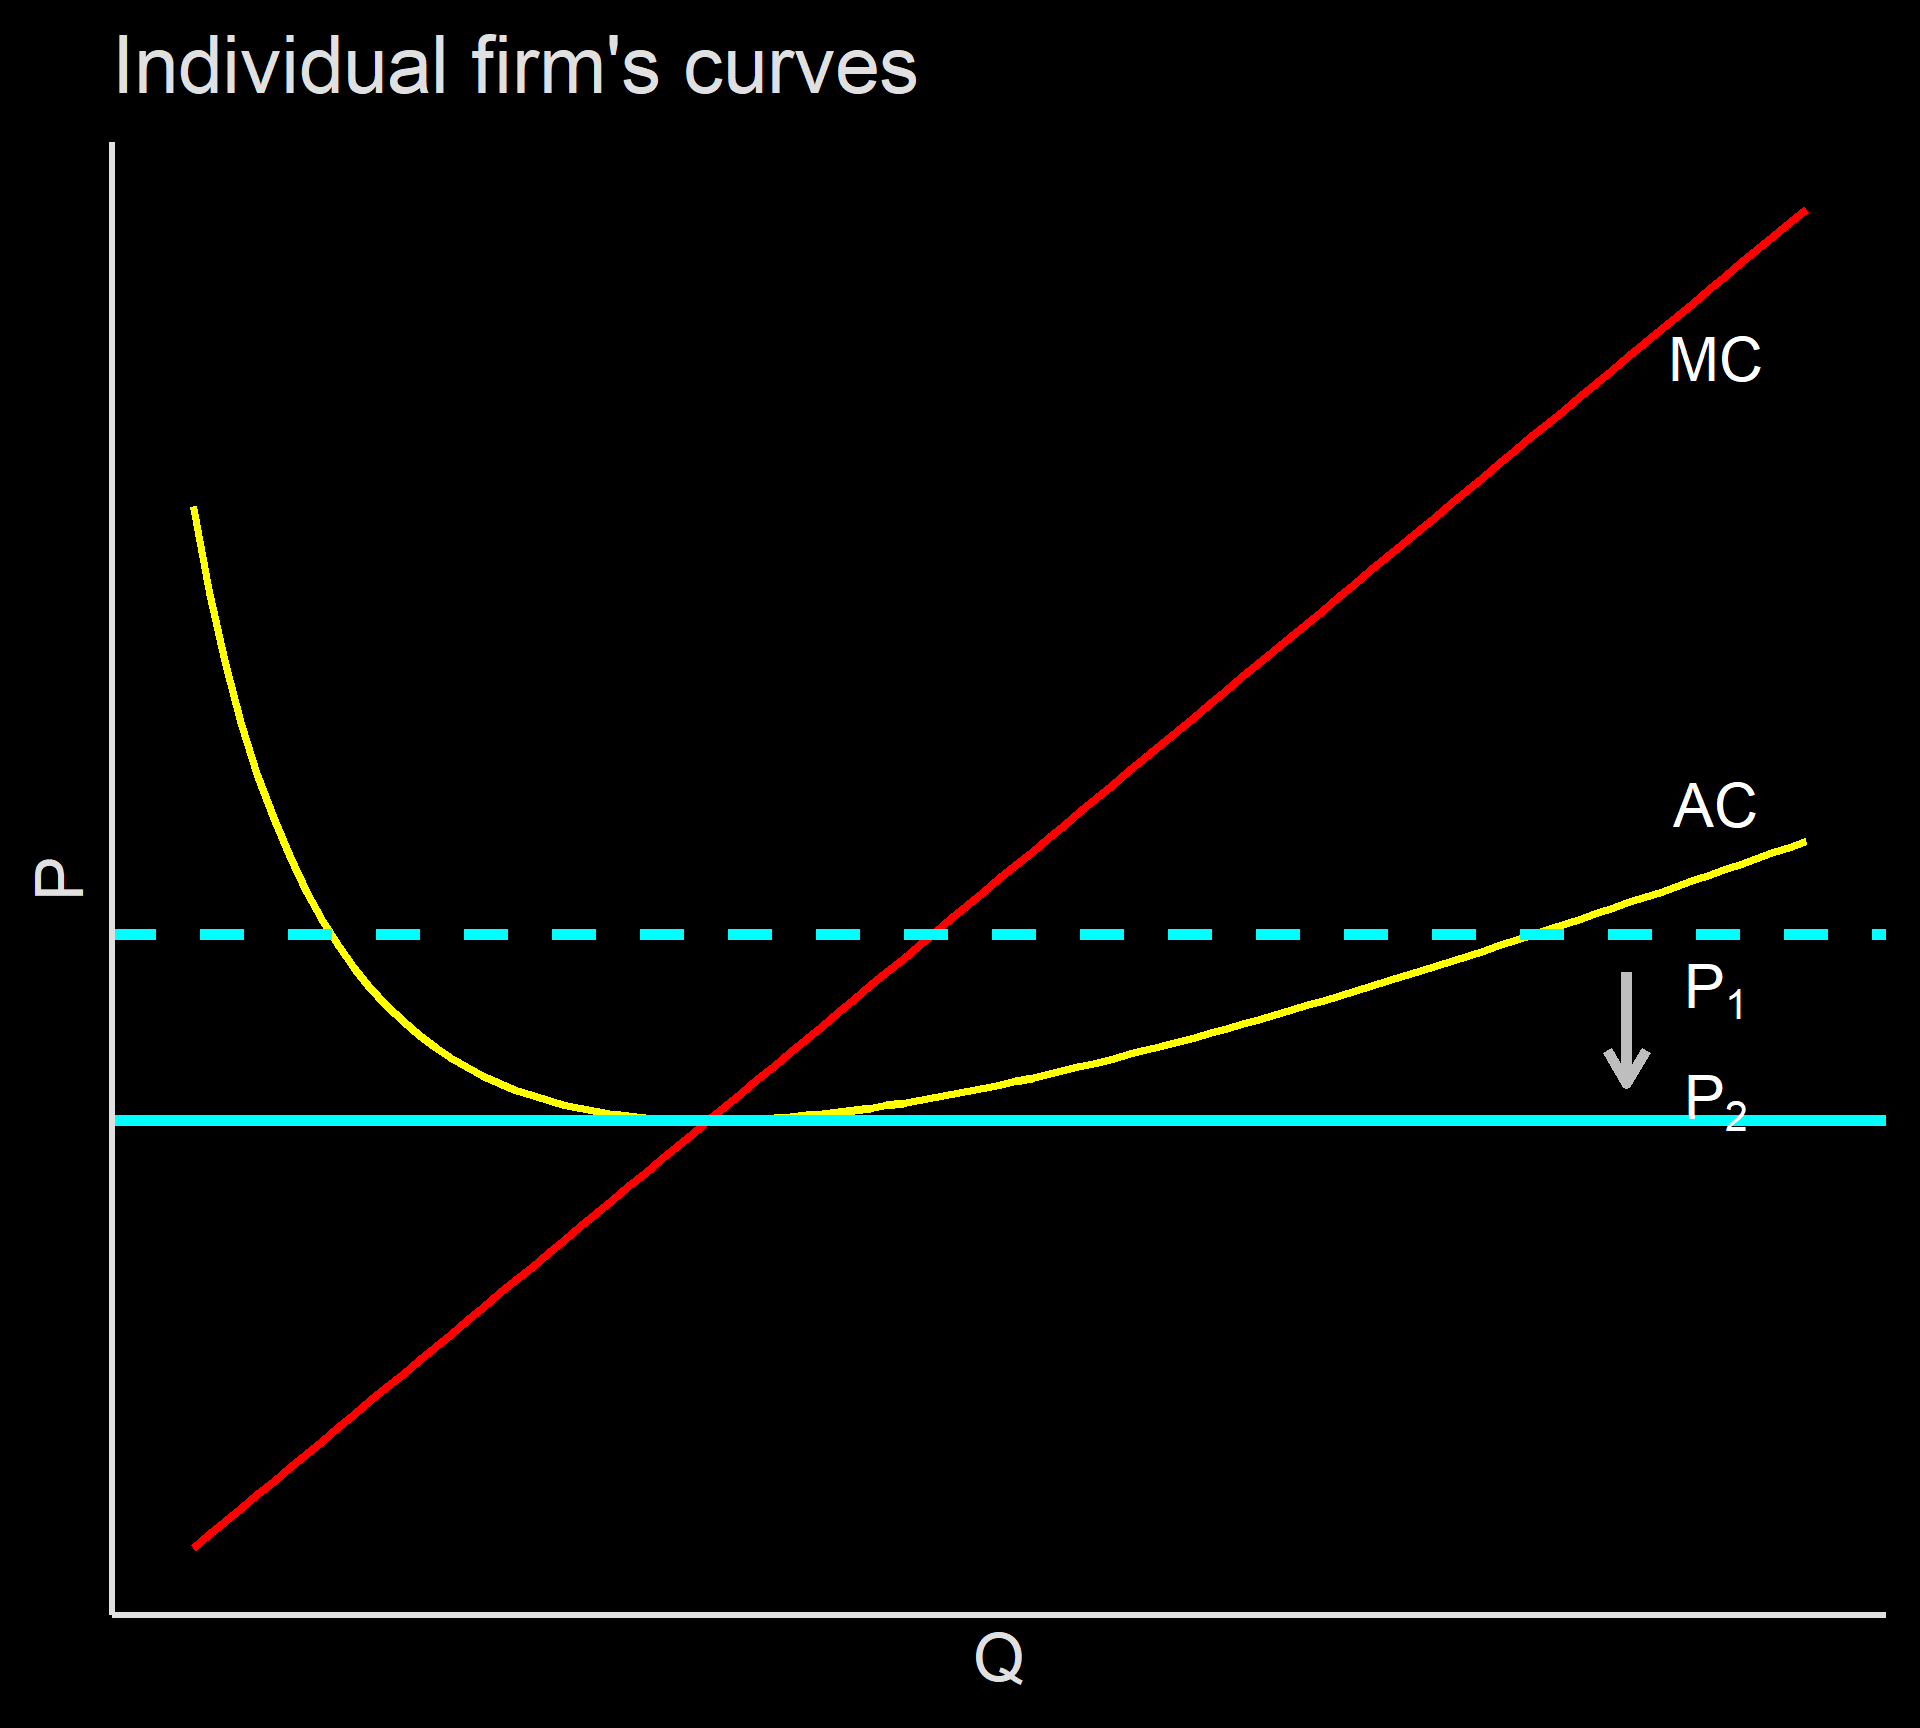 Individual firm's curves
MC
AC
P
P₁
P₂
Q